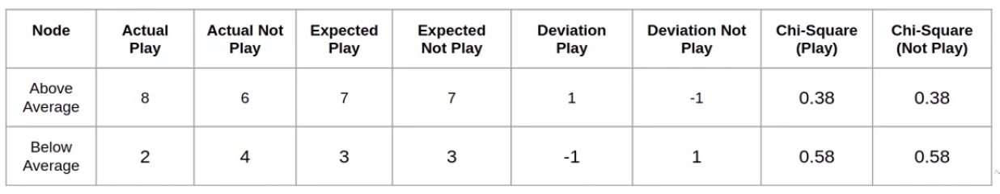 Node Actual Play Actual Not Play Expected Play Expected Not Play Deviation Play Deviation Not Play Chi-Square (Play) Chi-Square (Not Play)
Above Average 8 6 7 7 1 -1 0.38 0.38
Below Average 2 4 3 3 -1 1 0.58 0.58